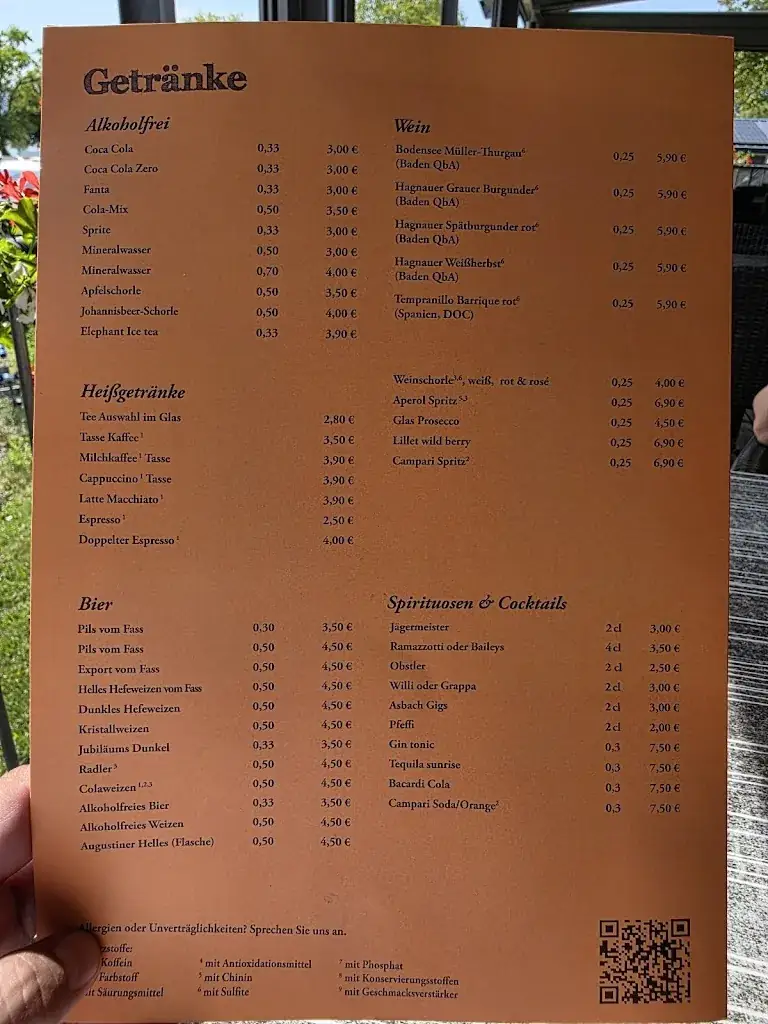 Getränke
Alkoholfrei
Coca Cola 0,33 3,00 €
Coca Cola Zero 0,33 3,00 €
Fanta 0,33 3,00 €
Cola-Mix 0,50 3,50 €
Sprite 0,33 3,00 €
Mineralwasser 0,50 3,00 €
Mineralwasser 0,70 4,00 €
Apfelschorle 0,50 3,50 €
Johannisbeer-Schorle 0,50 4,00 €
Elephant Ice tea 0,33 3,90 €
Heißgetränke
Tee Auswahl im Glas 2,80 €
Tasse Kaffee¹ 3,50 €
Milchkaffee¹ Tasse 3,90 €
Cappuccino¹ Tasse 3,90 €
Latte Macchiato¹ 3,90 €
Espresso¹ 2,50 €
Doppelter Espresso¹ 4,00 €
Bier
Pils vom Fass 0,30 3,50 €
Pils vom Fass 0,50 4,50 €
Export vom Fass 0,50 4,50 €
Helles Hefeweizen vom Fass 0,50 4,50 €
Dunkles Hefeweizen 0,50 4,50 €
Kristallweizen 0,50 4,50 €
Jubiläums Dunkel 0,33 3,50 €
Radler³ 0,50 4,50 €
Colaweizen¹,²,³ 0,50 4,50 €
Alkoholfreies Bier 0,33 3,50 €
Alkoholfreies Weizen 0,50 4,50 €
Augustiner Helles (Flasche) 0,50 4,50 €
Wein
Bodensee Müller-Thurgau⁶ 0,25 5,90 €
(Baden QbA)
Hagnauer Grauer Burgunder⁶ 0,25 5,90 €
(Baden QbA)
Hagnauer Spätburgunder rot⁶ 0,25 5,90 €
(Baden QbA)
Hagnauer Weißherbst⁶ 0,25 5,90 €
(Baden QbA)
Tempranillo Barrique rot⁶ 0,25 5,90 €
(Spanien, DOC)
Weinschorle³,⁶, weiß, rot & rosé 0,25 4,00 €
Aperol Spritz⁵,³ 0,25 6,90 €
Glas Prosecco 0,25 4,50 €
Lillet wild berry 0,25 6,90 €
Campari Spritz² 0,25 6,90 €
Spirituosen & Cocktails
Jägermeister 2 cl 3,00 €
Ramazzotti oder Baileys 4 cl 3,50 €
Obstler 2 cl 2,50 €
Willi oder Grappa 2 cl 3,00 €
Asbach Gigs 2 cl 3,00 €
Pfeffi 2 cl 2,00 €
Gin tonic 0,3 7,50 €
Tequila sunrise 0,3 7,50 €
Bacardi Cola 0,3 7,50 €
Campari Soda/Orange² 0,3 7,50 €
Allergien oder Unverträglichkeiten? Sprechen Sie uns an.
Koffein
Farbstoff
Säurungsmittel
⁴ mit Antioxidationsmittel
⁵ mit Chinin
⁶ mit Sulfite
⁷ mit Phosphat
⁸ mit Konservierungsstoffen
⁹ mit Geschmacksverstärker